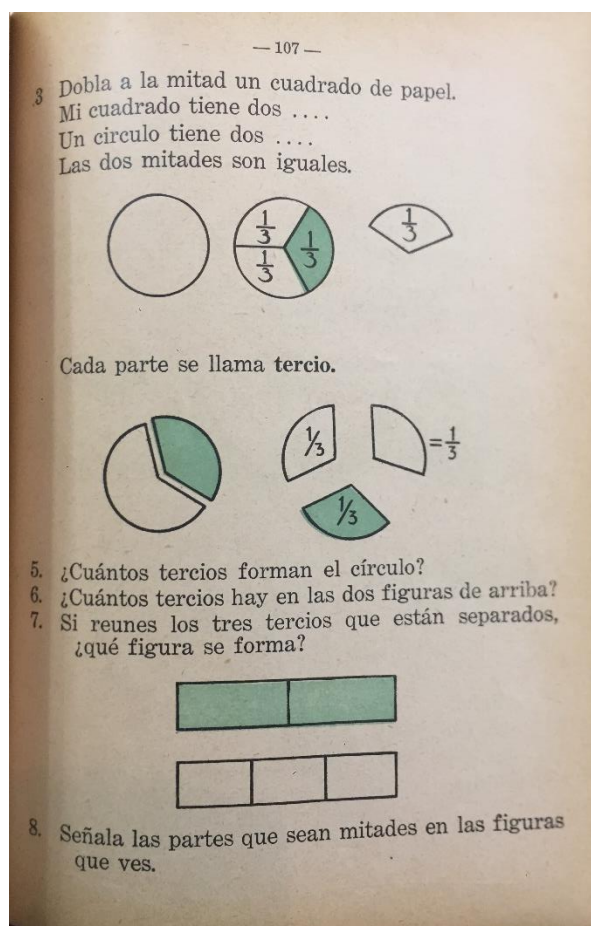 — 107 —
3 Dobla a la mitad un cuadrado de papel.
Mi cuadrado tiene dos ....
Un circulo tiene dos ....
Las dos mitades son iguales.
1/3
1/3
1/3
1/3
Cada parte se llama tercio.
1/3
=1/3
1/3
5. ¿Cuántos tercios forman el círculo?
6. ¿Cuántos tercios hay en las dos figuras de arriba?
7. Si reunes los tres tercios que están separados,
¿qué figura se forma?
8. Señala las partes que sean mitades en las figuras
que ves.